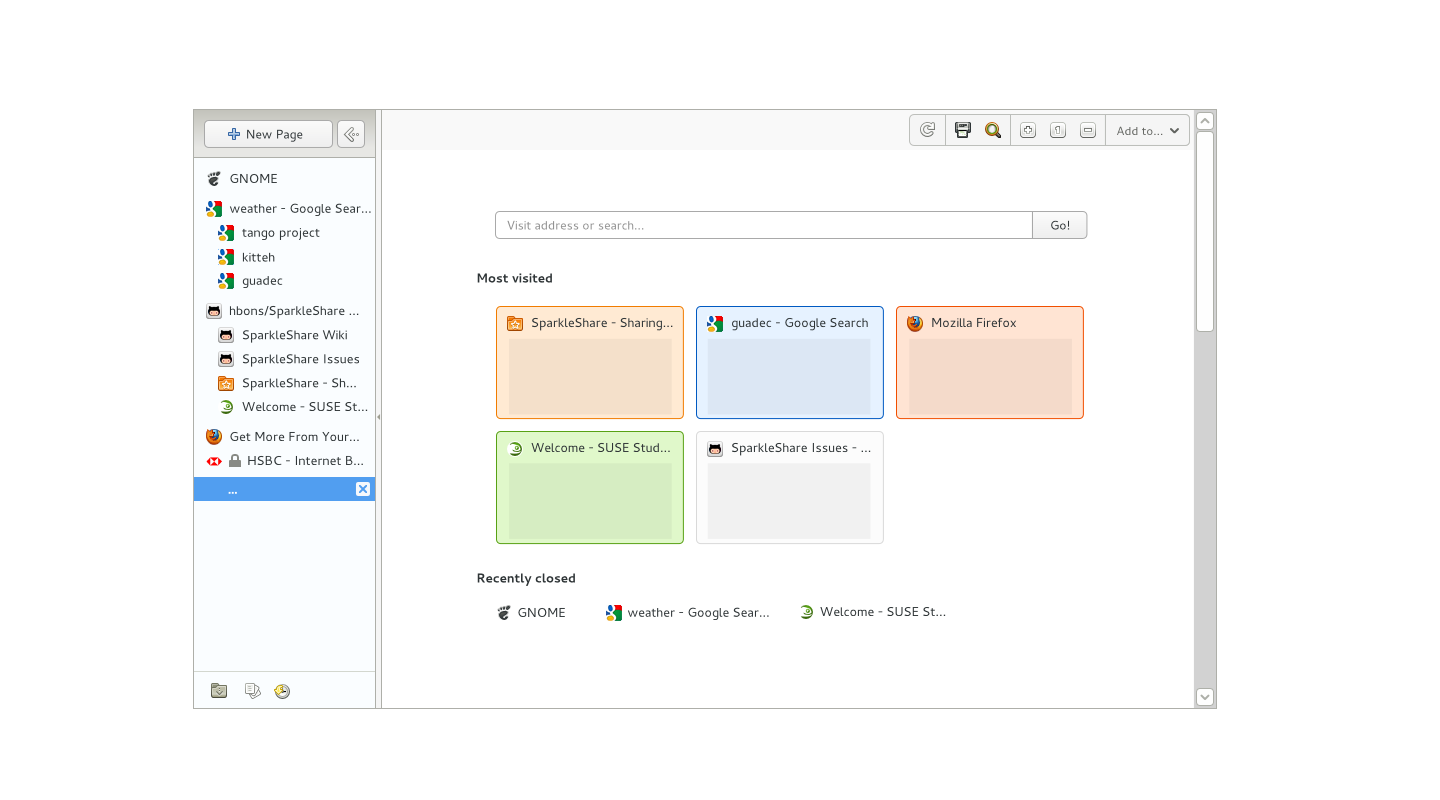 New Page
Add to...
GNOME
weather - Google Sear...
tango project
kitteh
guadec
hbons/SparkleShare ...
SparkleShare Wiki
SparkleShare Issues
SparkleShare - Sh...
Welcome - SUSE St...
Get More From Your...
HSBC - Internet B...
...
Visit address or search...
Go!
Most visited
SparkleShare - Sharing...
guadec - Google Search
Mozilla Firefox
Welcome - SUSE Stud...
SparkleShare Issues - ...
Recently closed
GNOME
weather - Google Sear...
Welcome - SUSE St...